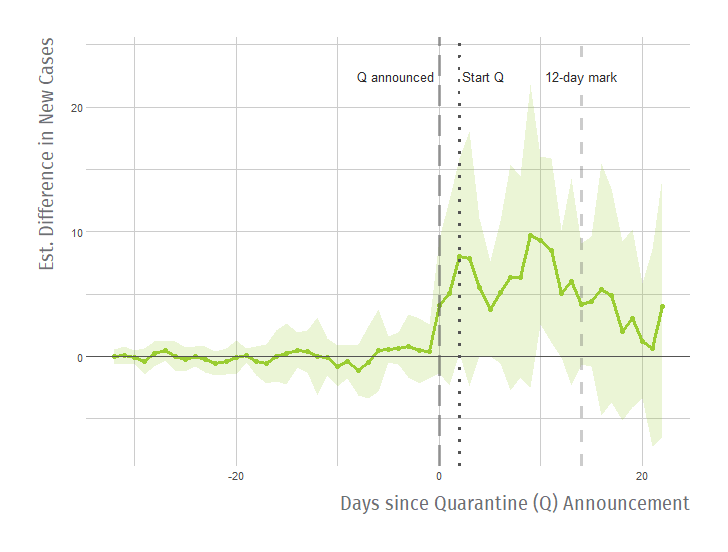 Est. Difference in New Cases
Q announced
Start Q
12-day mark
20
10
0
-20
0
20
Days since Quarantine (Q) Announcement